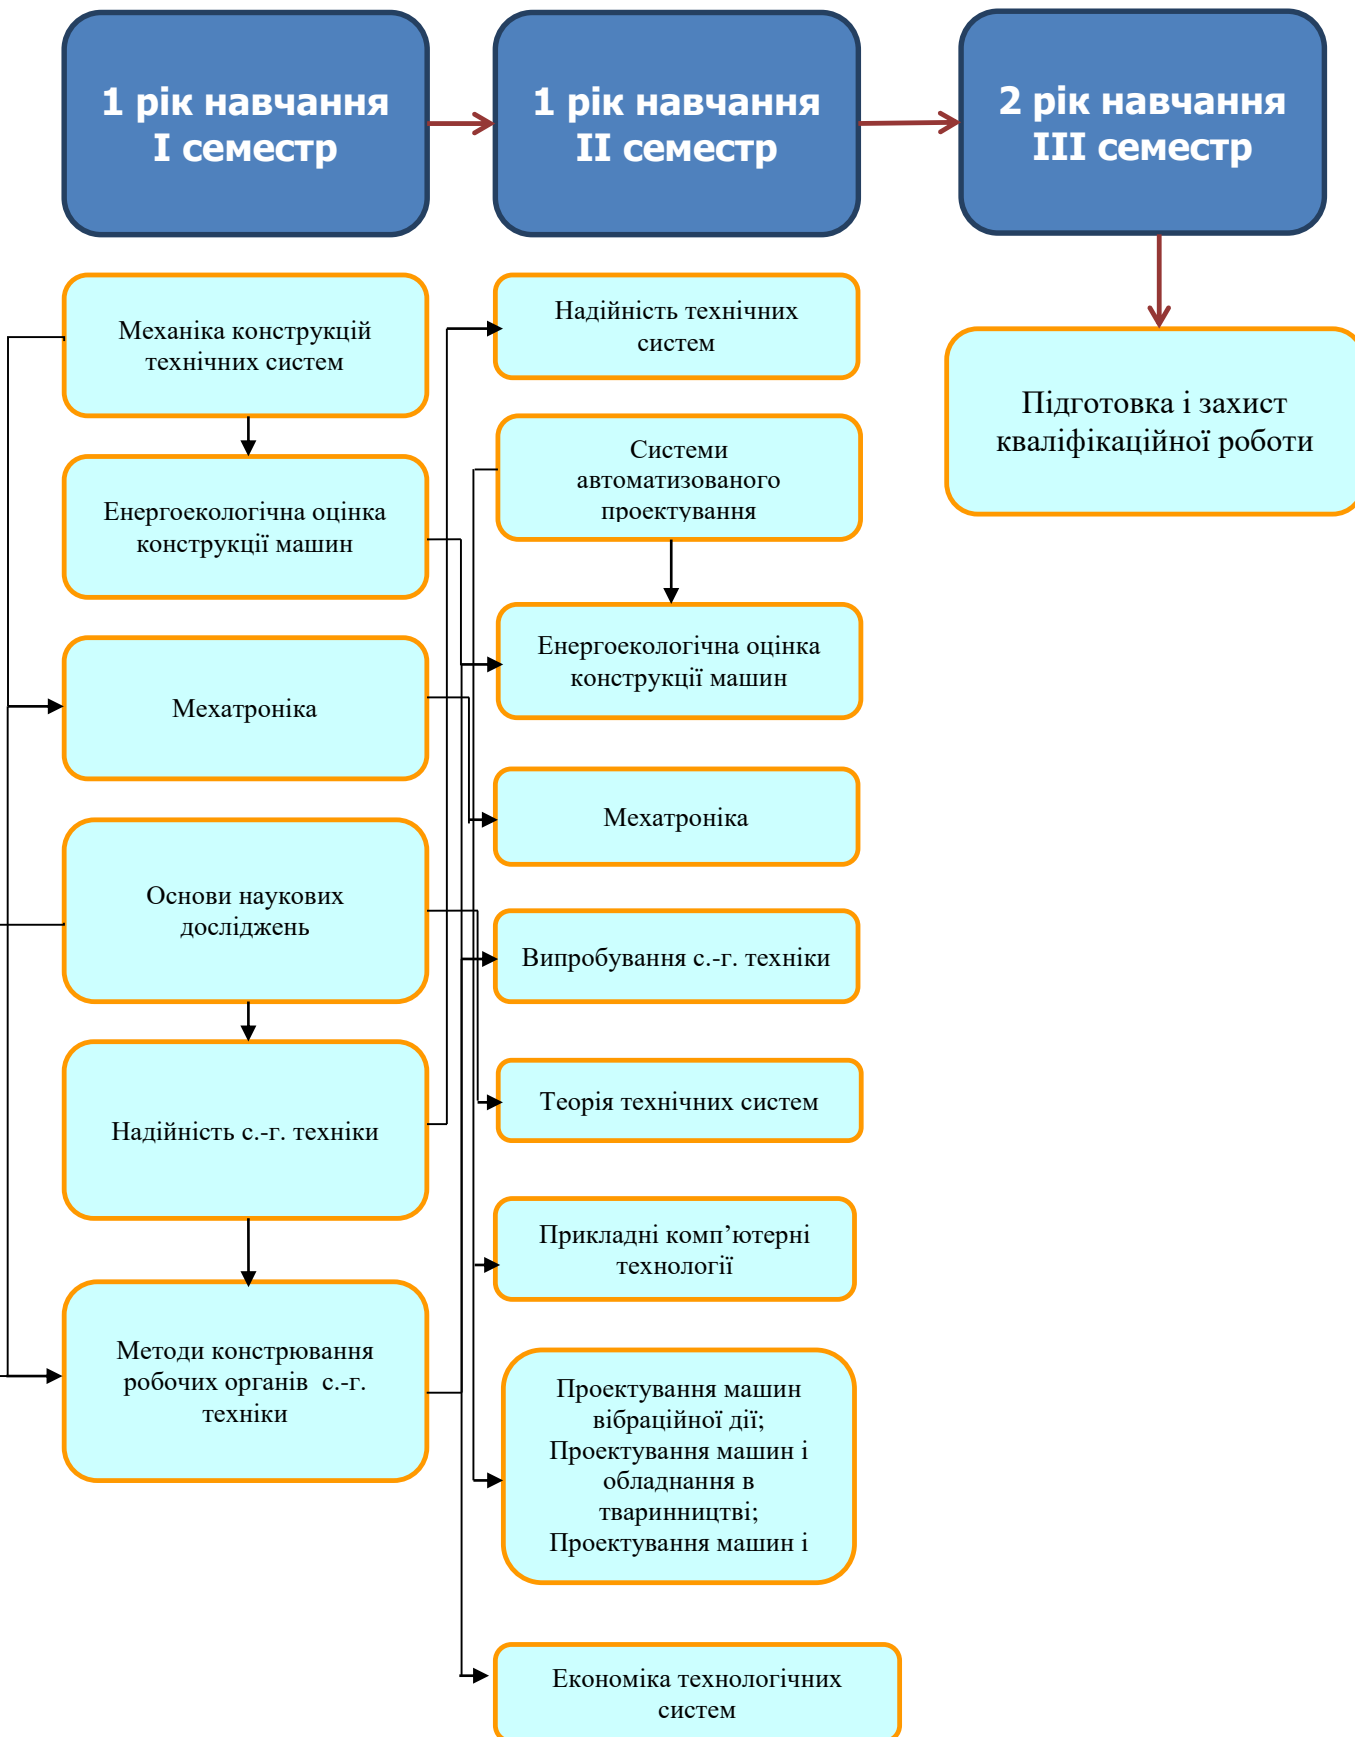 1 рік навчання
I семестр
1 рік навчання
II семестр
2 рік навчання
III семестр
Механіка конструкцій
технічних систем
Енергоекологічна оцінка
конструкції машин
Мехатроніка
Основи наукових
досліджень
Надійність с.-г. техніки
Методи констрювання
робочих органів с.-г.
техніки
Надійність технічних
систем
Системи
автоматизованого
проектування
Енергоекологічна оцінка
конструкції машин
Мехатроніка
Випробування с.-г. техніки
Теорія технічних систем
Прикладні комп’ютерні
технології
Проектування машин
вібраційної дії;
Проектування машин і
обладнання в
тваринництві;
Проектування машин і
Економіка технологічних
систем
Підготовка і захист
кваліфікаційної роботи